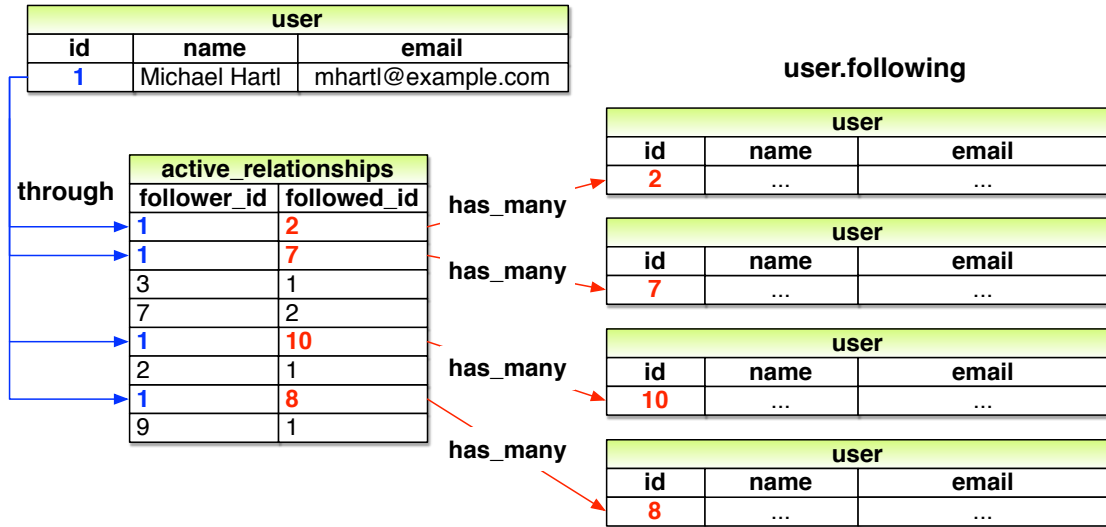 user
id name email
1 Michael Hartl mhartl@example.com
user.following
user
id name email
2 ... ...
through
active_relationships
follower_id followed_id
1 2
1 7
3 1
7 2
1 10
2 1
1 8
9 1
has_many
has_many
has_many
has_many
user
id name email
7 ... ...
user
id name email
10 ... ...
user
id name email
8 ... ...